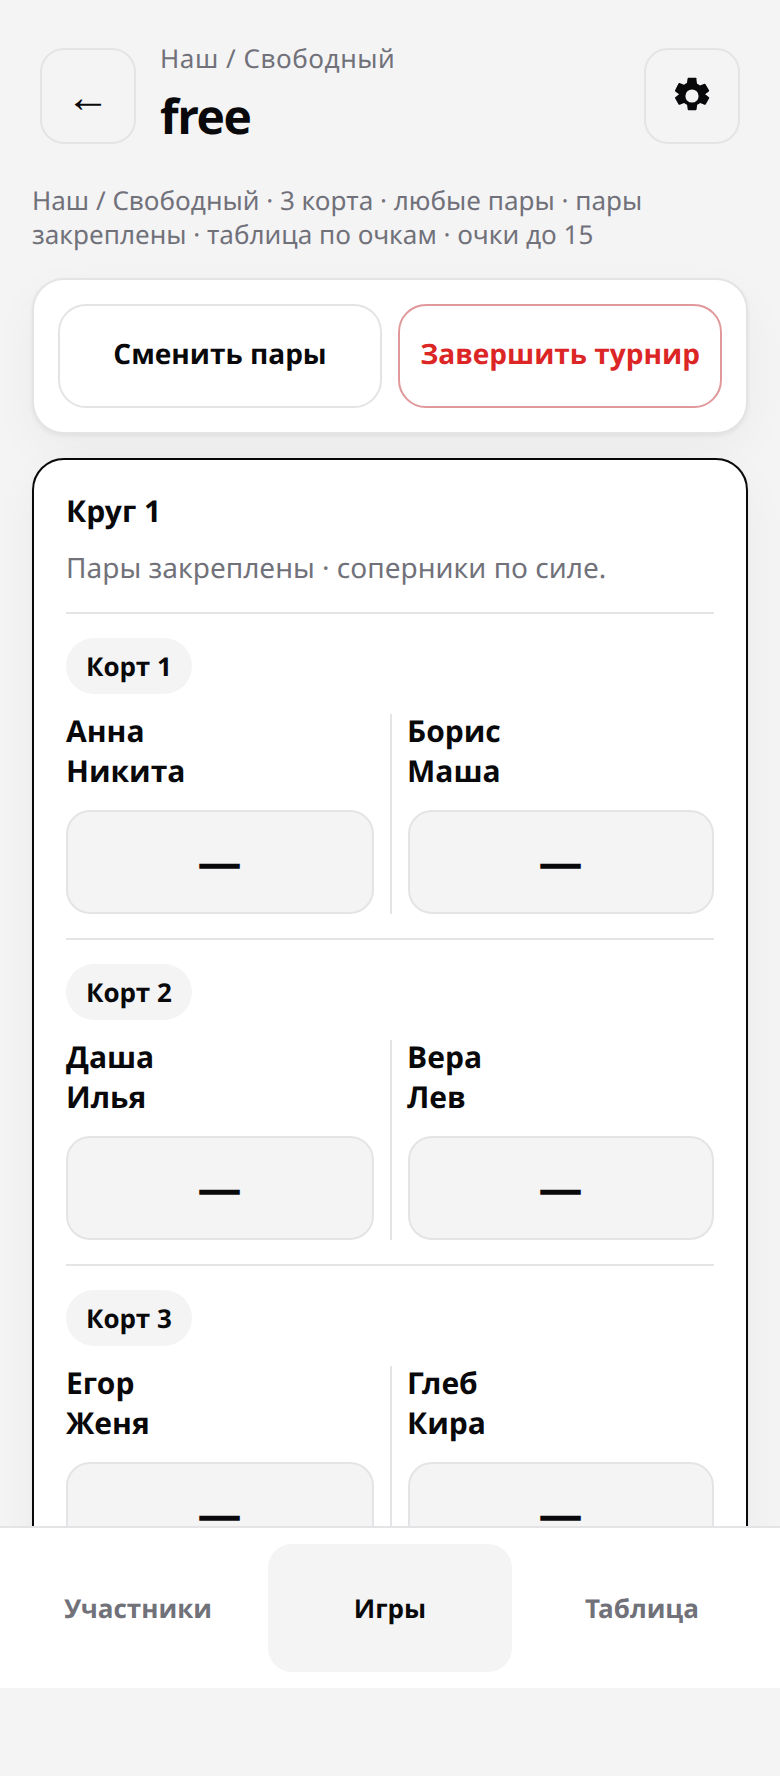 ←
Наш / Свободный
free
Наш / Свободный · 3 корта · любые пары · пары
закреплены · таблица по очкам · очки до 15
Сменить пары
Завершить турнир
Круг 1
Пары закреплены · соперники по силе.
Корт 1
Анна
Никита
Борис
Маша
—
—
Корт 2
Даша
Илья
Вера
Лев
—
—
Корт 3
Егор
Женя
Глеб
Кира
—
—
Участники
Игры
Таблица